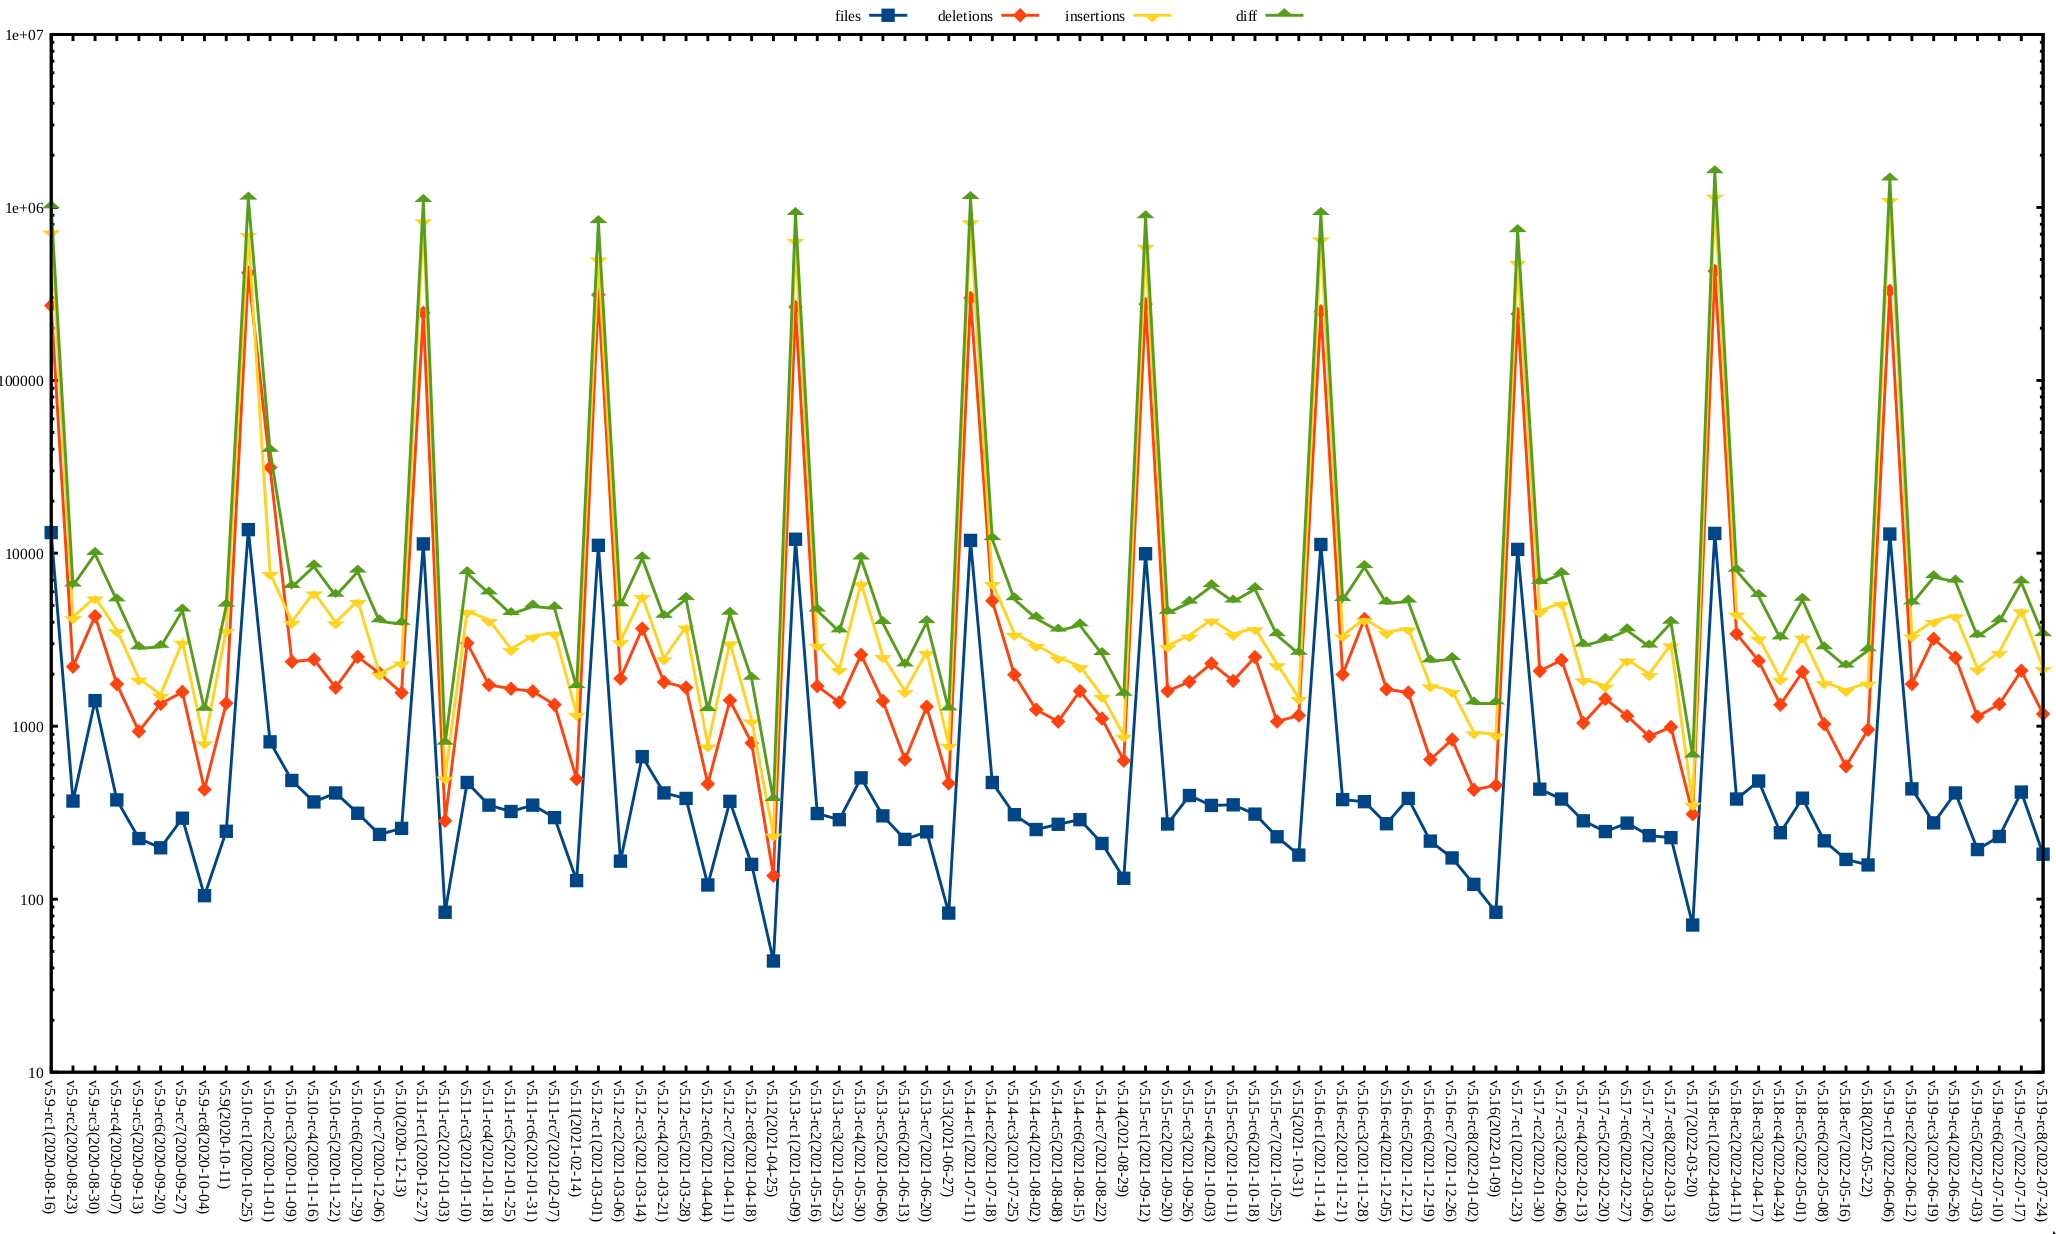 files deletions insertions diff
1e+07
1e+06
100000
10000
1000
100
10
v5.9-rc1(2020-08-16)
v5.9-rc2(2020-08-23)
v5.9-rc3(2020-08-30)
v5.9-rc4(2020-09-07)
v5.9-rc5(2020-09-13)
v5.9-rc6(2020-09-20)
v5.9-rc7(2020-09-27)
v5.9-rc8(2020-10-04)
v5.9(2020-10-11)
v5.10-rc1(2020-10-25)
v5.10-rc2(2020-11-01)
v5.10-rc3(2020-11-09)
v5.10-rc4(2020-11-16)
v5.10-rc5(2020-11-22)
v5.10-rc6(2020-11-29)
v5.10-rc7(2020-12-06)
v5.10(2020-12-13)
v5.11-rc1(2020-12-27)
v5.11-rc2(2021-01-03)
v5.11-rc3(2021-01-10)
v5.11-rc4(2021-01-18)
v5.11-rc5(2021-01-25)
v5.11-rc6(2021-01-31)
v5.11-rc7(2021-02-07)
v5.11(2021-02-14)
v5.12-rc1(2021-03-01)
v5.12-rc2(2021-03-06)
v5.12-rc3(2021-03-14)
v5.12-rc4(2021-03-21)
v5.12-rc5(2021-03-28)
v5.12-rc6(2021-04-04)
v5.12-rc7(2021-04-11)
v5.12-rc8(2021-04-18)
v5.12(2021-04-25)
v5.13-rc1(2021-05-09)
v5.13-rc2(2021-05-16)
v5.13-rc3(2021-05-23)
v5.13-rc4(2021-05-30)
v5.13-rc5(2021-06-06)
v5.13-rc6(2021-06-13)
v5.13-rc7(2021-06-20)
v5.13(2021-06-27)
v5.14-rc1(2021-07-11)
v5.14-rc2(2021-07-18)
v5.14-rc3(2021-07-25)
v5.14-rc4(2021-08-02)
v5.14-rc5(2021-08-08)
v5.14-rc6(2021-08-15)
v5.14-rc7(2021-08-22)
v5.14(2021-08-29)
v5.15-rc1(2021-09-12)
v5.15-rc2(2021-09-20)
v5.15-rc3(2021-09-26)
v5.15-rc4(2021-10-03)
v5.15-rc5(2021-10-11)
v5.15-rc6(2021-10-18)
v5.15-rc7(2021-10-25)
v5.15(2021-10-31)
v5.16-rc1(2021-11-14)
v5.16-rc2(2021-11-21)
v5.16-rc3(2021-11-28)
v5.16-rc4(2021-12-05)
v5.16-rc5(2021-12-12)
v5.16-rc6(2021-12-19)
v5.16-rc7(2021-12-26)
v5.16-rc8(2022-01-02)
v5.16(2022-01-09)
v5.17-rc1(2022-01-23)
v5.17-rc2(2022-01-30)
v5.17-rc3(2022-02-06)
v5.17-rc4(2022-02-13)
v5.17-rc5(2022-02-20)
v5.17-rc6(2022-02-27)
v5.17-rc7(2022-03-06)
v5.17-rc8(2022-03-13)
v5.17(2022-03-20)
v5.18-rc1(2022-04-03)
v5.18-rc2(2022-04-11)
v5.18-rc3(2022-04-17)
v5.18-rc4(2022-04-24)
v5.18-rc5(2022-05-01)
v5.18-rc6(2022-05-08)
v5.18-rc7(2022-05-16)
v5.18(2022-05-22)
v5.19-rc1(2022-06-06)
v5.19-rc2(2022-06-12)
v5.19-rc3(2022-06-19)
v5.19-rc4(2022-06-26)
v5.19-rc5(2022-07-03)
v5.19-rc6(2022-07-10)
v5.19-rc7(2022-07-17)
v5.19-rc8(2022-07-24)